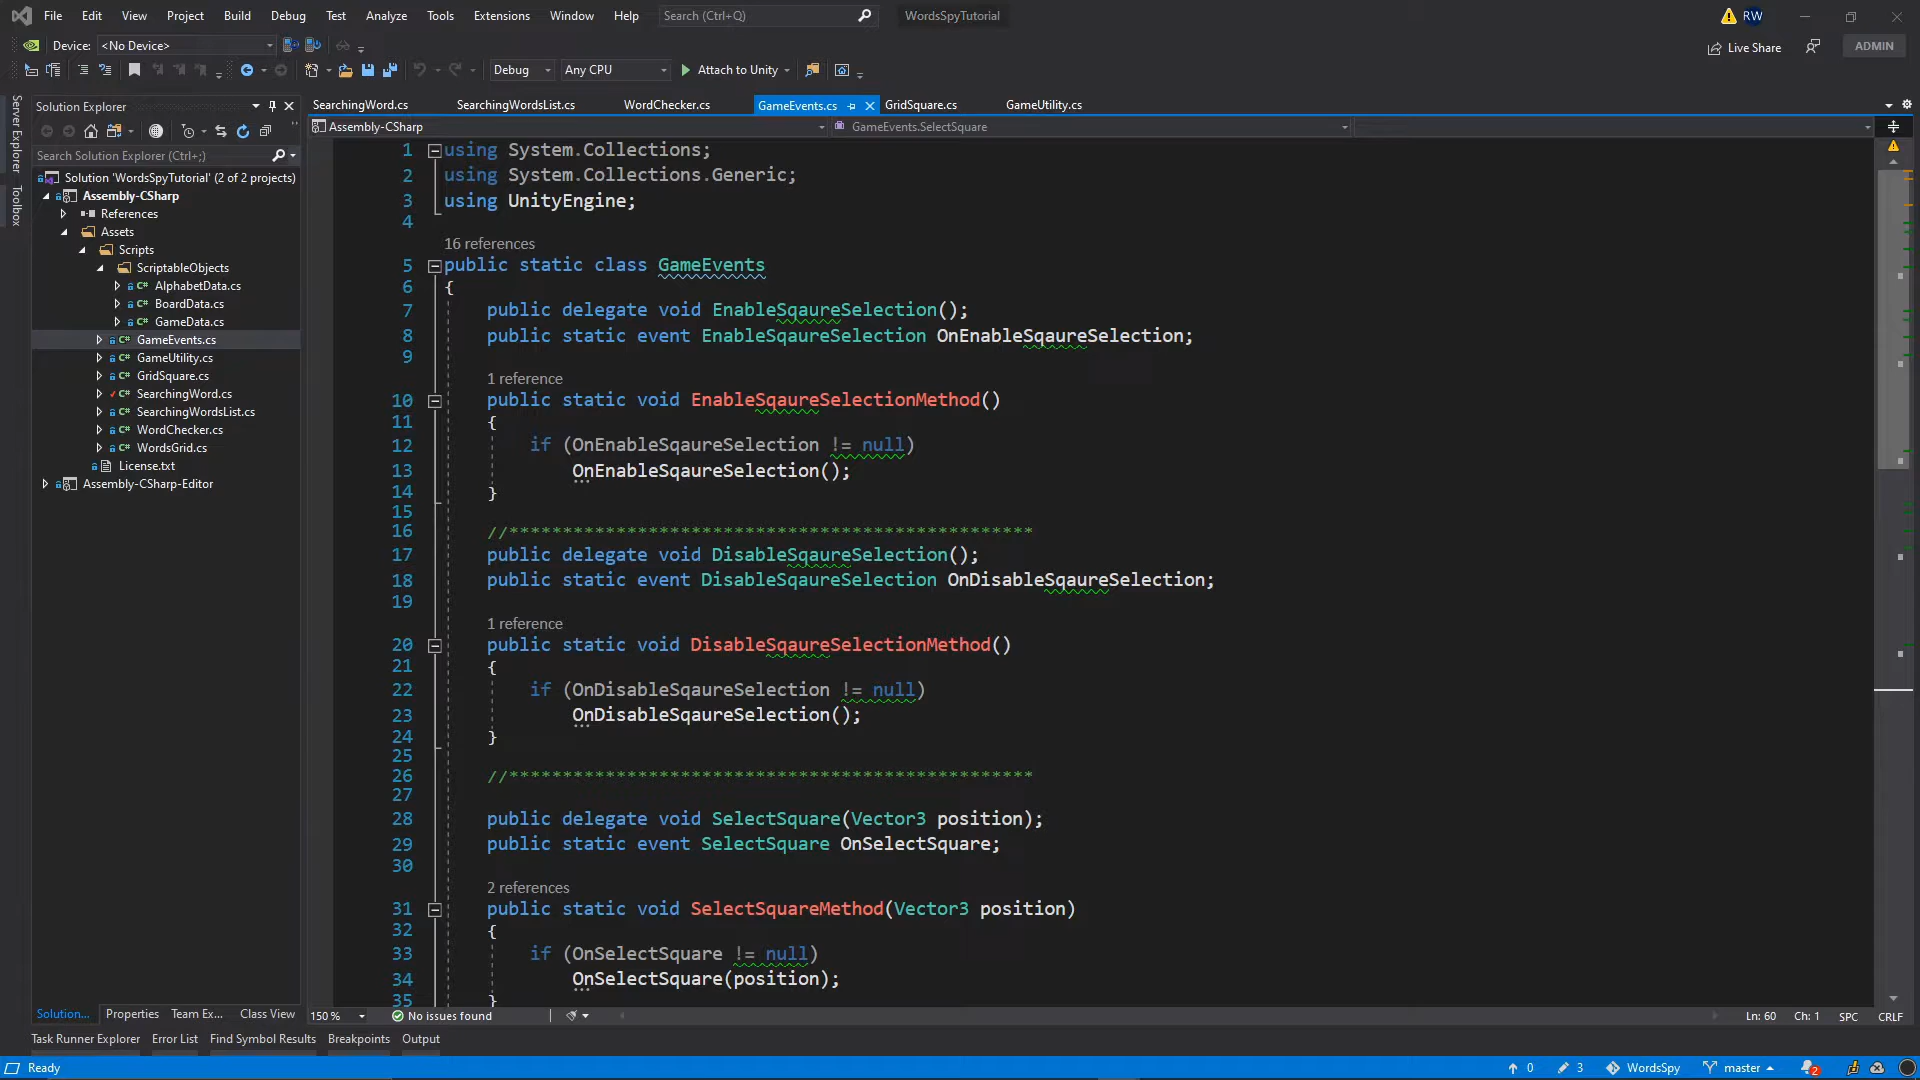 File Edit View Project Build Debug Test Analyze Tools Extensions Window Help Search (Ctrl+Q) WordsSpyTutorial RW
Device: <No Device> Live Share ADMIN
Debug Any CPU Attach to Unity
Server Explorer
Toolbox
Solution Explorer
Search Solution Explorer (Ctrl+;)
Solution 'WordsSpyTutorial' (2 of 2 projects)
Assembly-CSharp
References
Assets
Scripts
ScriptableObjects
C# AlphabetData.cs
C# BoardData.cs
C# GameData.cs
C# GameEvents.cs
C# GameUtility.cs
C# GridSquare.cs
C# SearchingWord.cs
C# SearchingWordsList.cs
C# WordChecker.cs
C# WordsGrid.cs
License.txt
Assembly-CSharp-Editor
Solution... Properties Team Ex... Class View
SearchingWord.cs SearchingWordsList.cs WordChecker.cs GameEvents.cs GridSquare.cs GameUtility.cs
Assembly-CSharp GameEvents.SelectSquare
1 using System.Collections;
2 using System.Collections.Generic;
3 using UnityEngine;
4
16 references
5 public static class GameEvents
6 {
7 public delegate void EnableSqaureSelection();
8 public static event EnableSqaureSelection OnEnableSqaureSelection;
9
1 reference
10 public static void EnableSqaureSelectionMethod()
11 {
12 if (OnEnableSqaureSelection != null)
13 OnEnableSqaureSelection();
14 }
15
16 //*************************************************
17 public delegate void DisableSqaureSelection();
18 public static event DisableSqaureSelection OnDisableSqaureSelection;
19
1 reference
20 public static void DisableSqaureSelectionMethod()
21 {
22 if (OnDisableSqaureSelection != null)
23 OnDisableSqaureSelection();
24 }
25
26 //*************************************************
27
28 public delegate void SelectSquare(Vector3 position);
29 public static event SelectSquare OnSelectSquare;
30
2 references
31 public static void SelectSquareMethod(Vector3 position)
32 {
33 if (OnSelectSquare != null)
34 OnSelectSquare(position);
35 }
150 % No issues found Ln: 60 Ch: 1 SPC CRLF
Task Runner Explorer Error List Find Symbol Results Breakpoints Output
Ready 0 3 WordsSpy master 2